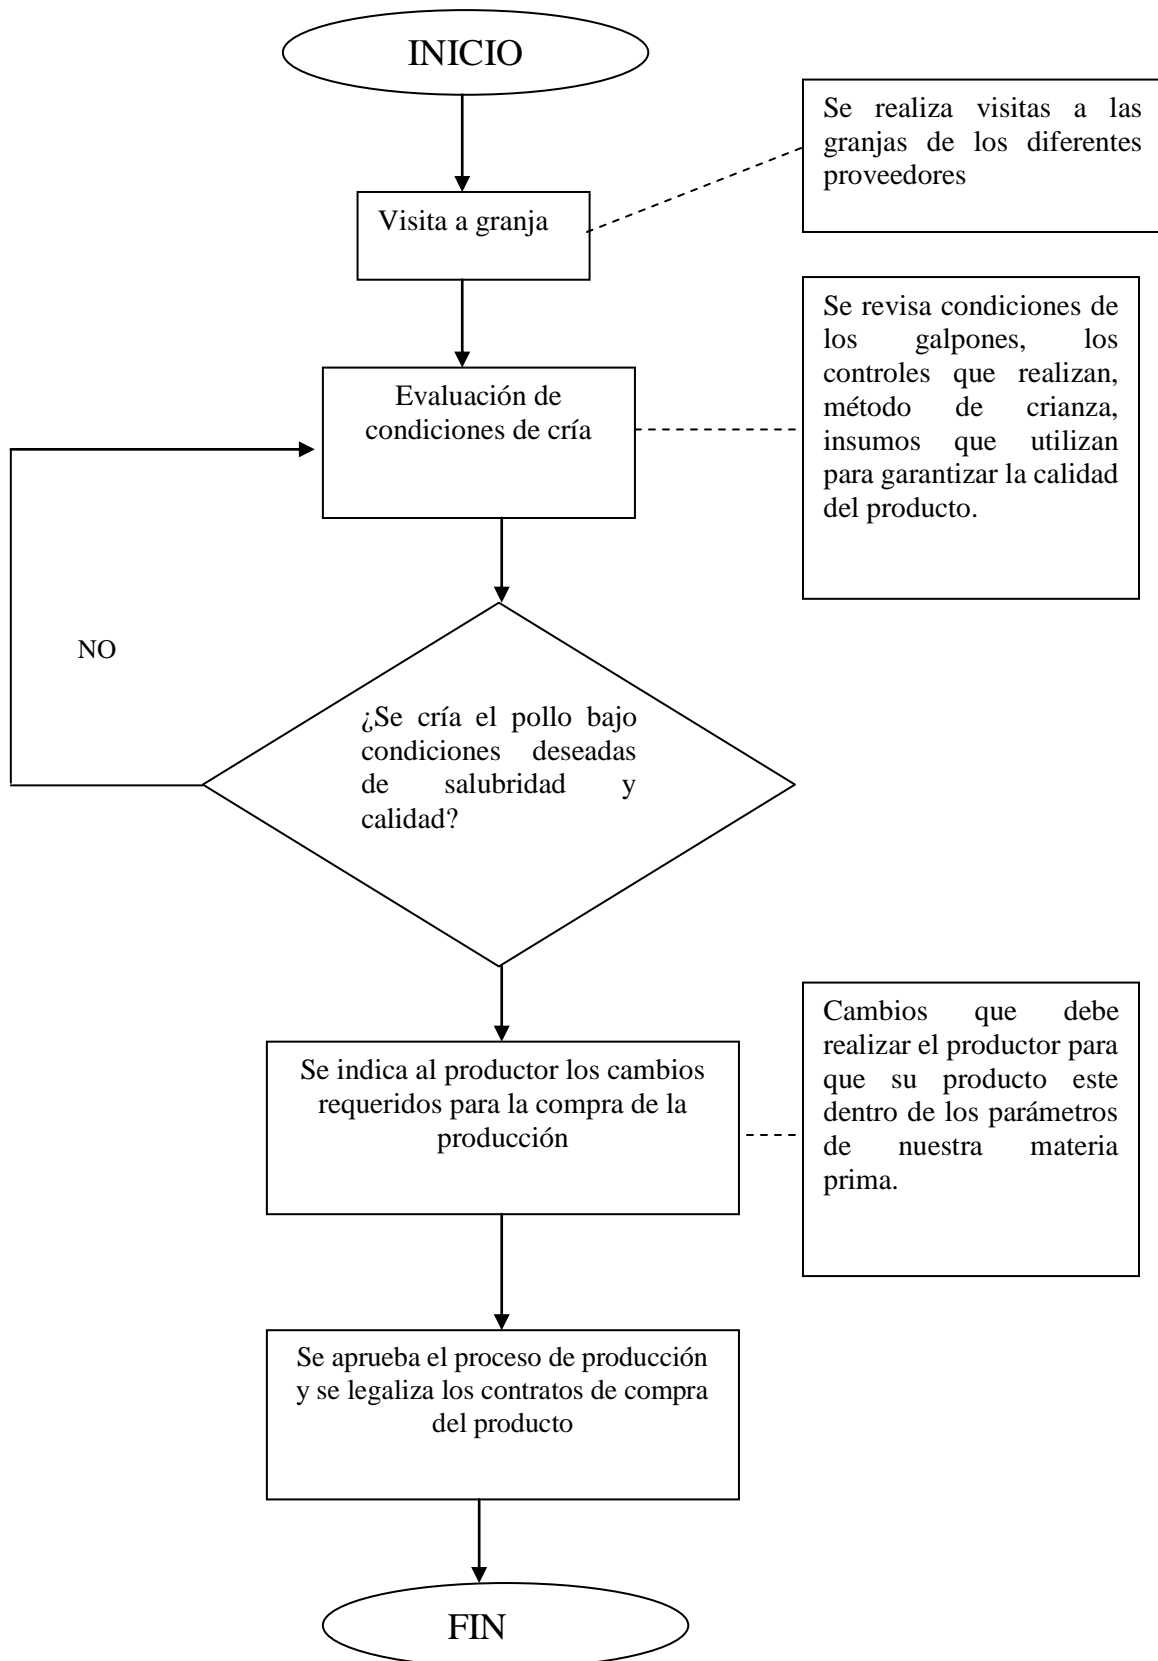 INICIO
Se realiza visitas a las
granjas de los diferentes
proveedores
Visita a granja
Se revisa condiciones de
los galpones, los
controles que realizan,
método de crianza,
insumos que utilizan
para garantizar la calidad
del producto.
Evaluación de
condiciones de cría
NO
¿Se cría el pollo bajo
condiciones deseadas
de salubridad y
calidad?
Cambios que debe
realizar el productor para
que su producto este
dentro de los parámetros
de nuestra materia
prima.
Se indica al productor los cambios
requeridos para la compra de la
producción
Se aprueba el proceso de producción
y se legaliza los contratos de compra
del producto
FIN